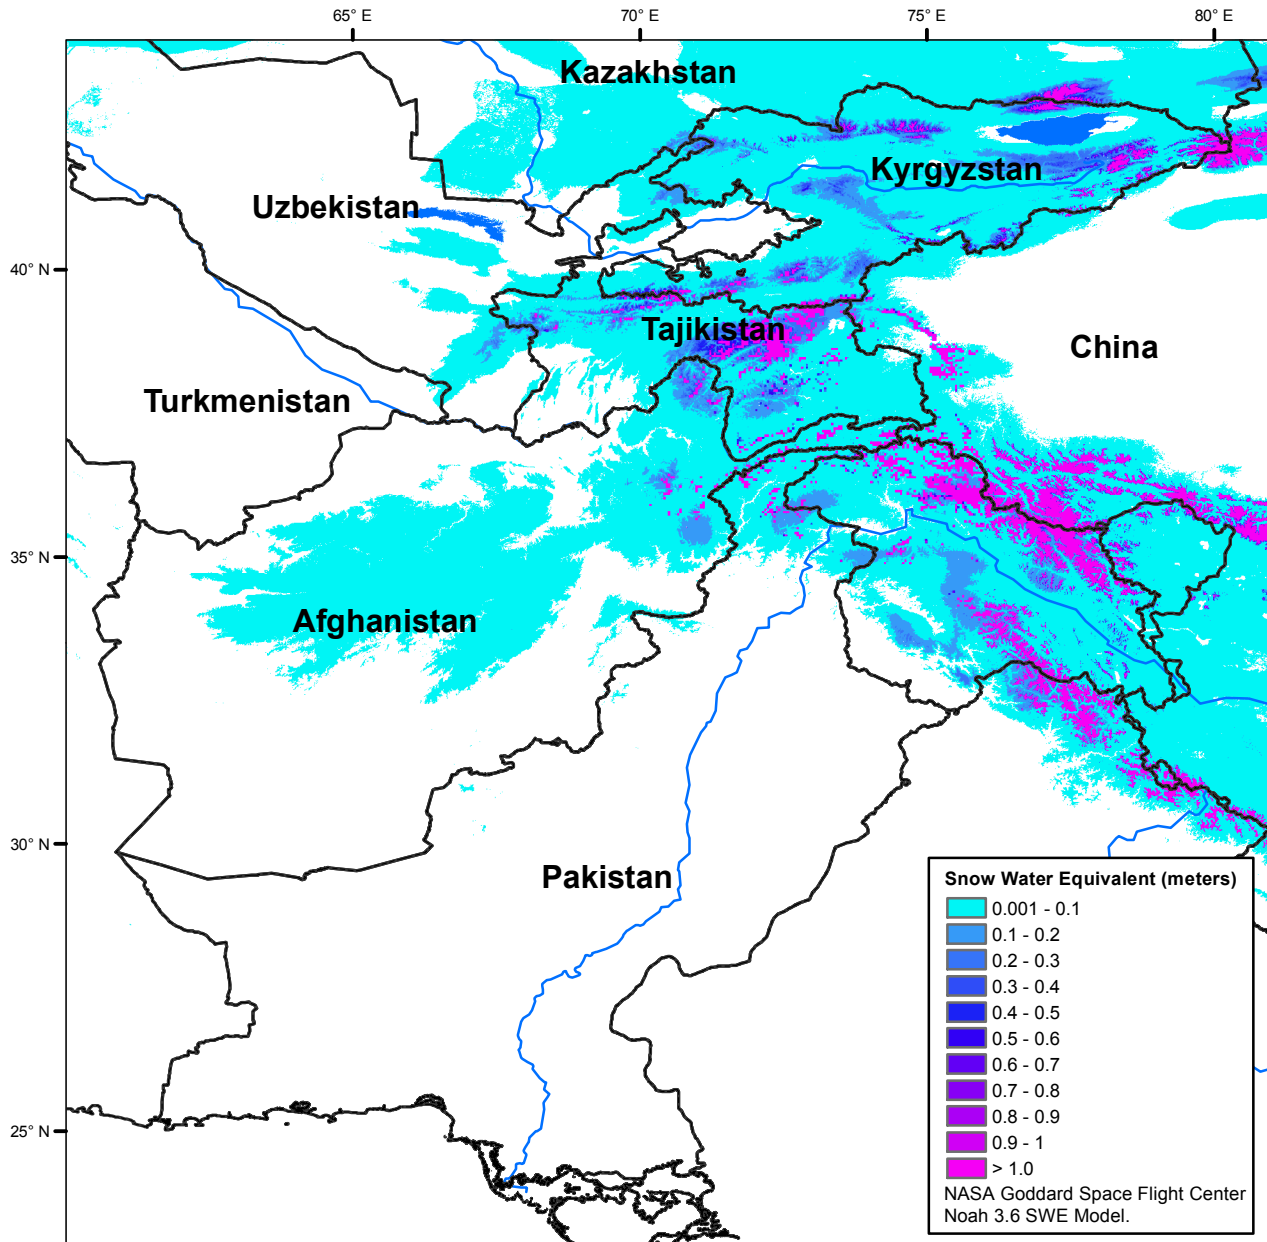 65° E
70° E
75° E
80° E
Kazakhstan
Kyrgyzstan
Uzbekistan
40° N
Tajikistan
China
Turkmenistan
35° N
Afghanistan
30° N
Pakistan
25° N
Snow Water Equivalent (meters)
0.001 - 0.1
0.1 - 0.2
0.2 - 0.3
0.3 - 0.4
0.4 - 0.5
0.5 - 0.6
0.6 - 0.7
0.7 - 0.8
0.8 - 0.9
0.9 - 1
> 1.0
NASA Goddard Space Flight Center
Noah 3.6 SWE Model.